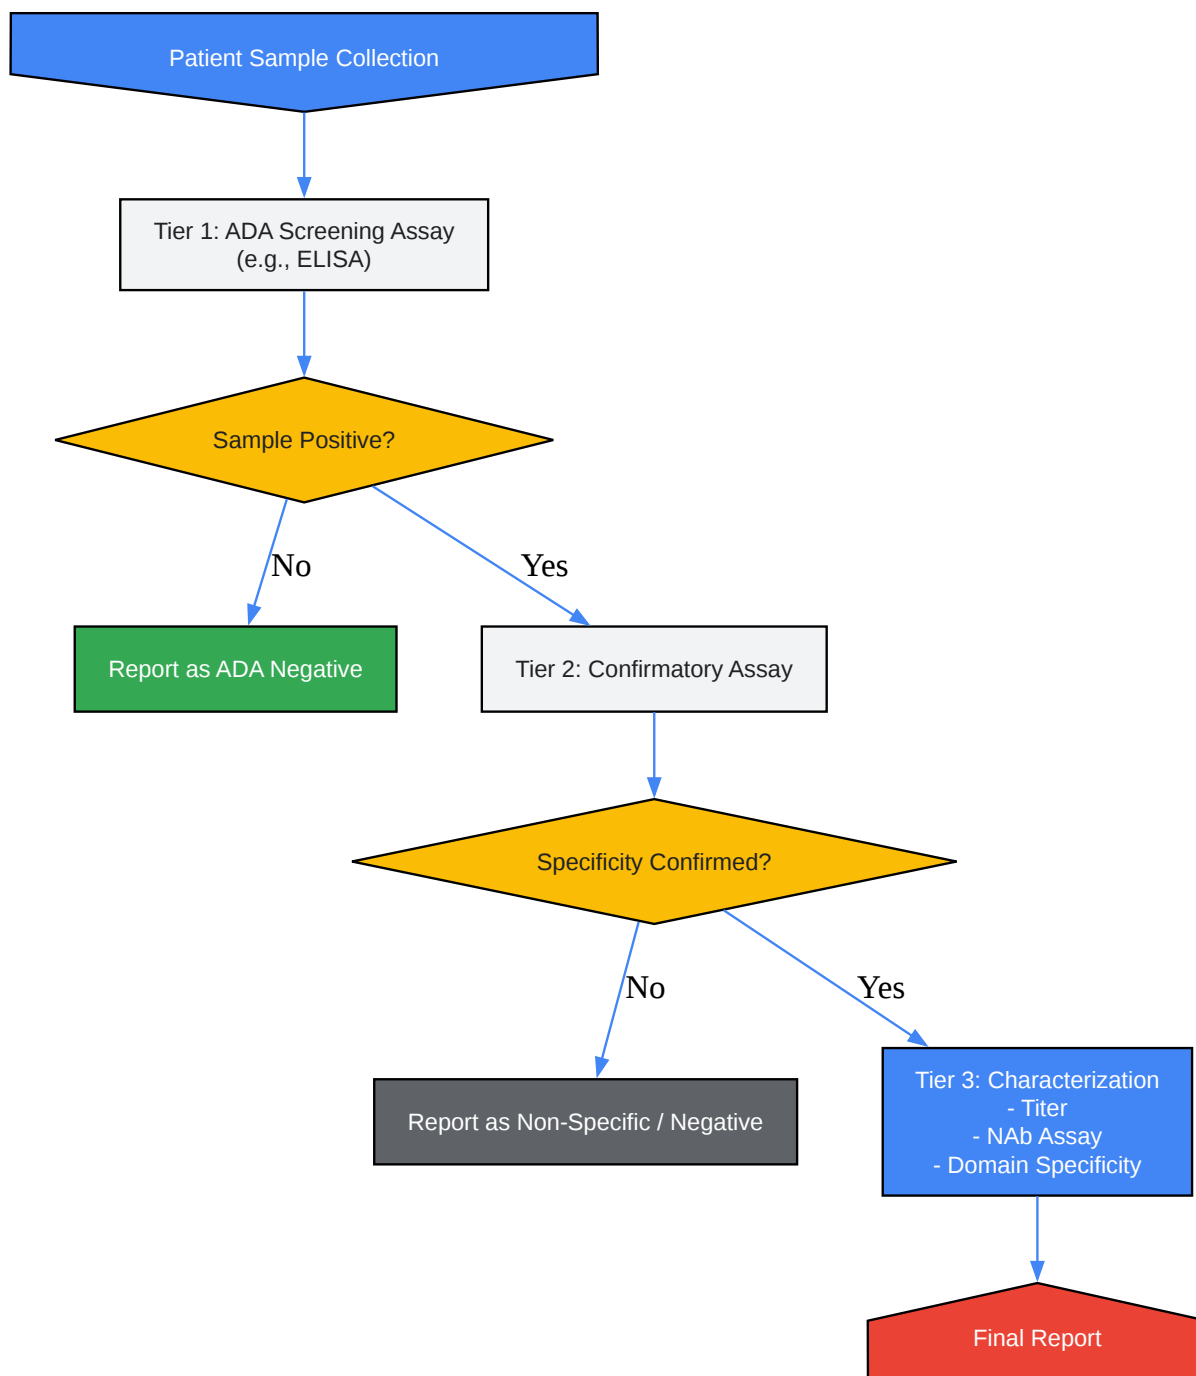 Patient Sample Collection
Tier 1: ADA Screening Assay
(e.g., ELISA)
Sample Positive?
No
Yes
Report as ADA Negative
Tier 2: Confirmatory Assay
Specificity Confirmed?
No
Yes
Report as Non-Specific / Negative
Tier 3: Characterization
- Titer
- NAb Assay
- Domain Specificity
Final Report